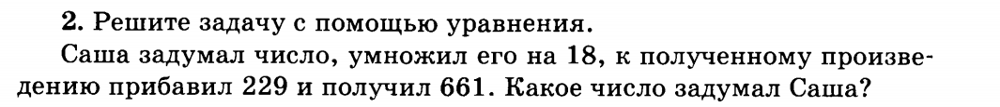 2. Решите задачу с помощью уравнения.
Саша задумал число, умножил его на 18, к полученному произве-
дению прибавил 229 и получил 661. Какое число задумал Саша?